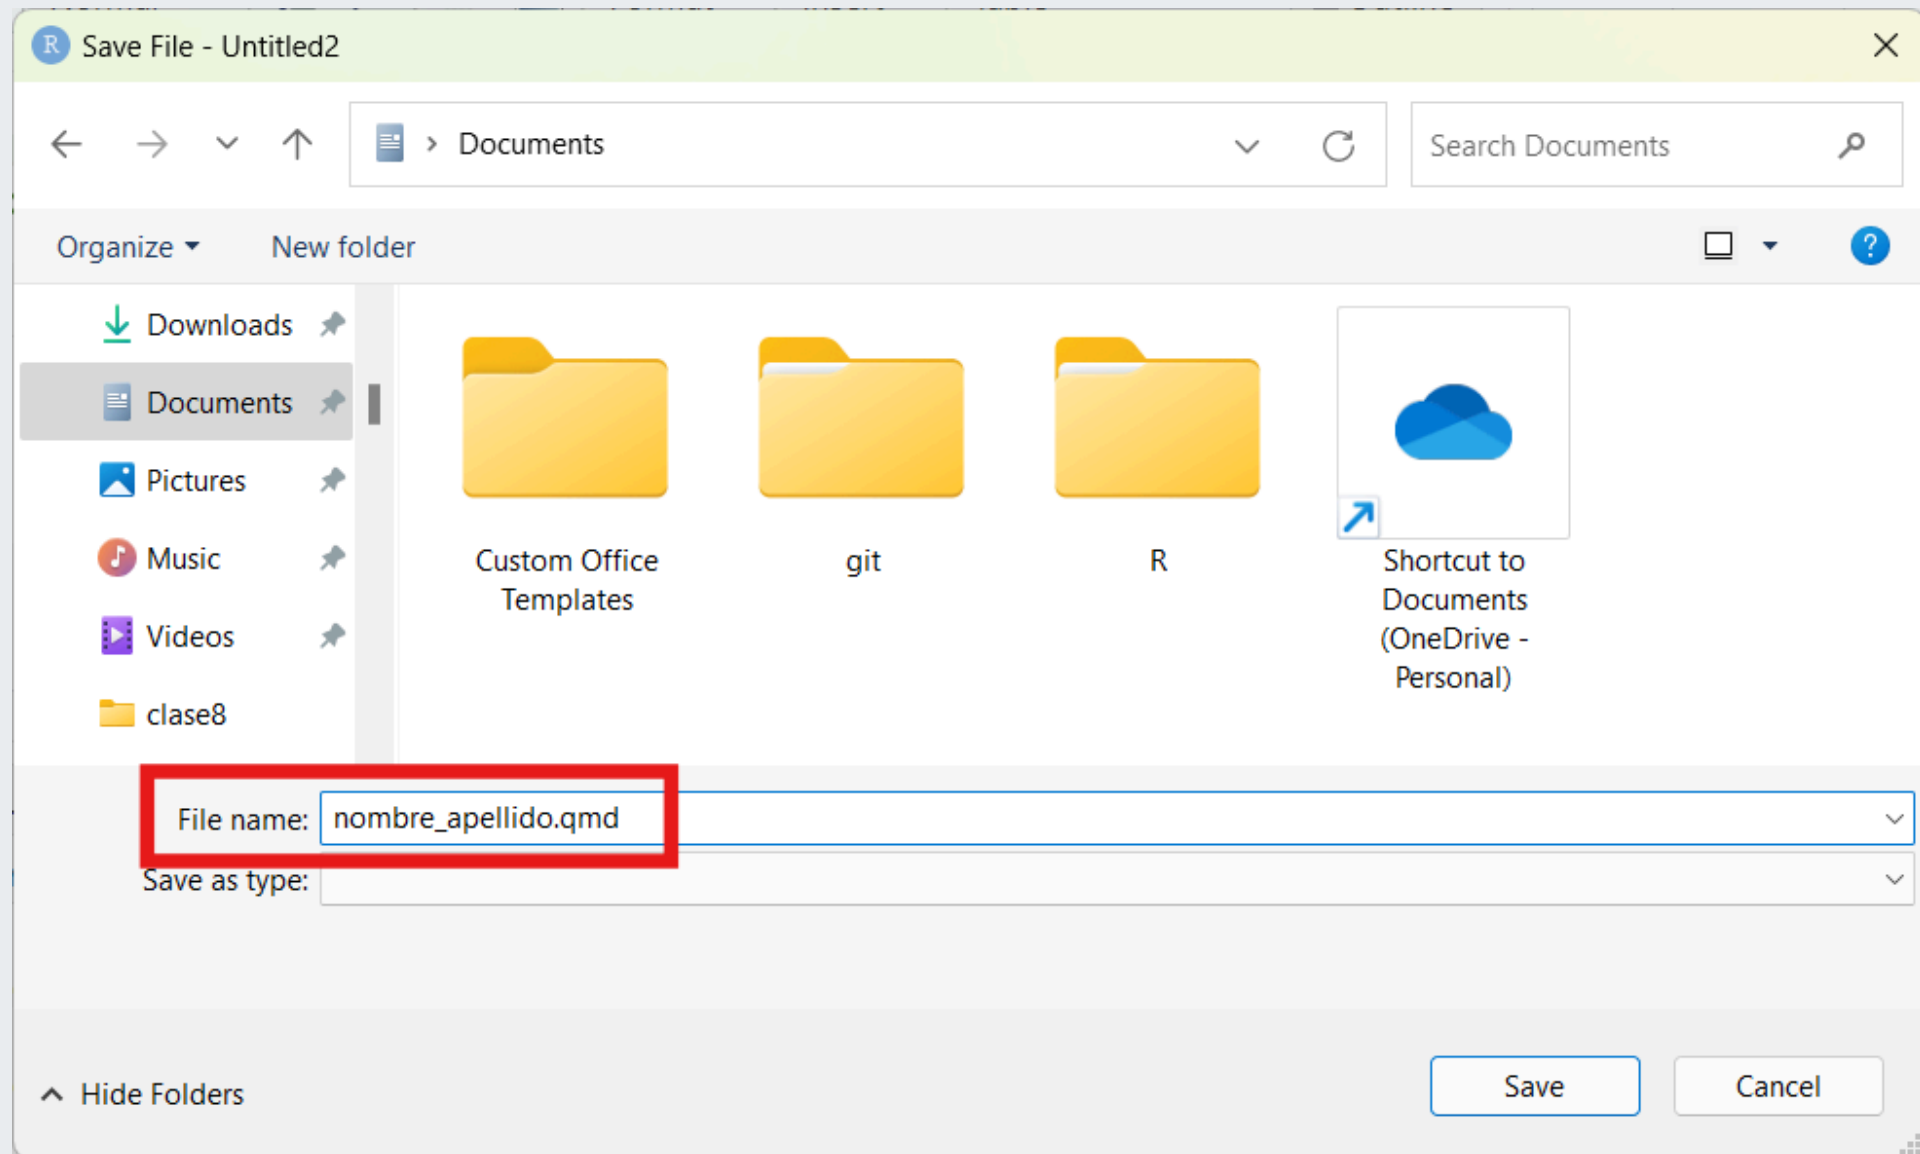 R Save File - Untitled2
Documents
Search Documents
Organize
New folder
?
Downloads
Documents
Pictures
Music
Videos
clase8
Custom Office
Templates
git
R
Shortcut to
Documents
(OneDrive -
Personal)
File name: nombre_apellido.qmd
Save as type:
Hide Folders
Save
Cancel